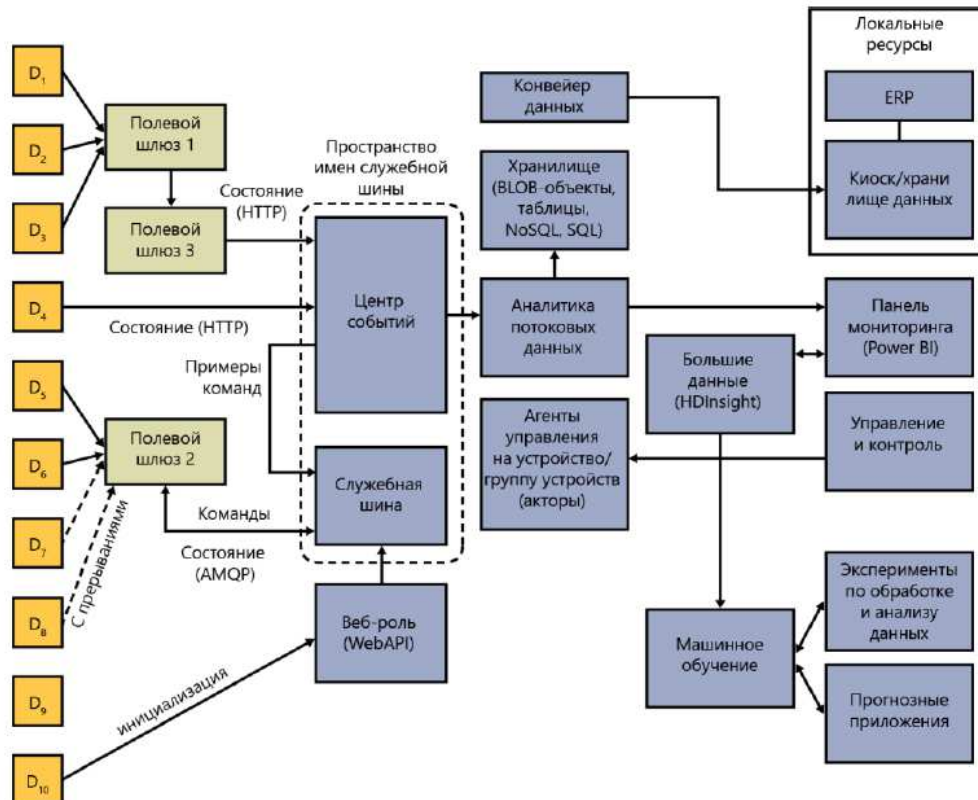 D1
D2
D3
D4
D5
D6
D7
D8
D9
D10
Полевой
шлюз 1
Полевой
шлюз 3
Состояние
(HTTP)
Состояние (HTTP)
Полевой
шлюз 2
С прерываниями
Команды
Состояние
(AMQP)
инициализация
Примеры
команд
Пространство
имен служебной
шины
Центр
событий
Служебная
шина
Веб-роль
(WebAPI)
Конвейер
данных
Хранилище
(BLOB-объекты,
таблицы,
NoSQL, SQL)
Аналитика
потоковых
данных
Агенты
управления
на устройство/
группу устройств
(акторы)
Большие
данные
(HDInsight)
Машинное
обучение
Локальные
ресурсы
ERP
Киоск/храни
лище данных
Панель
мониторинга
(Power BI)
Управление
и контроль
Эксперименты
по обработке
и анализу
данных
Прогнозные
приложения